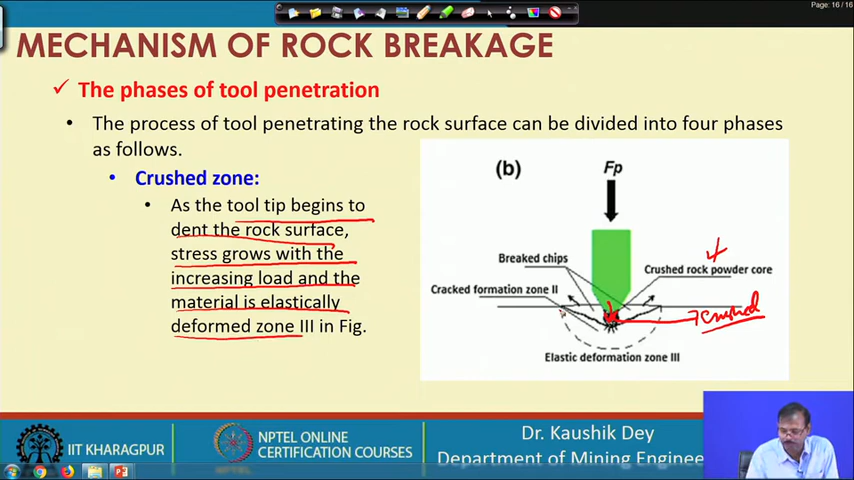 Page: 16 / 16
MECHANISM OF ROCK BREAKAGE
✓ The phases of tool penetration
• The process of tool penetrating the rock surface can be divided into four phases
as follows.
• Crushed zone:
• As the tool tip begins to
dent the rock surface,
stress grows with the
increasing load and the
material is elastically
deformed zone III in Fig.
(b)
Fp
Breaked chips
Crushed rock powder core
Cracked formation zone II
crushed
Elastic deformation zone III
IIT KHARAGPUR
NPTEL ONLINE
CERTIFICATION COURSES
Dr. Kaushik Dey
Department of Mining Enginee